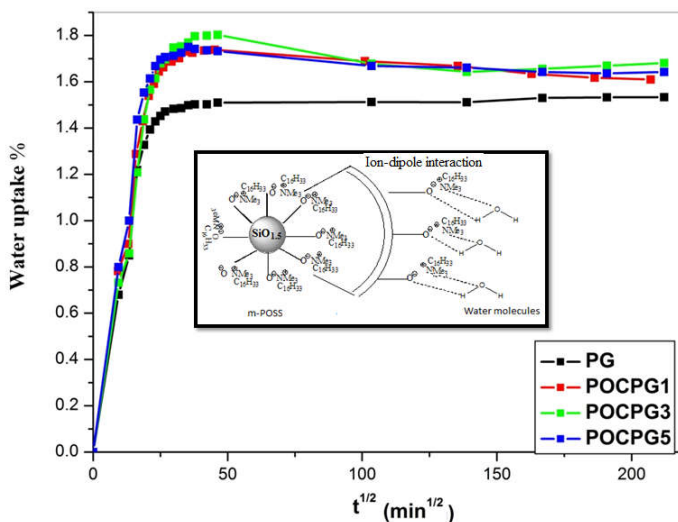 Water uptake %
1.8
1.6
1.4
1.2
1.0
0.8
0.6
0.4
0.2
0.0
0
50
100
150
200
t1/2 (min1/2)
Ion-dipole interaction
C16H33
NMe3
O
SiO1.5
H
m-POSS
Water molecules
PG
POCPG1
POCPG3
POCPG5